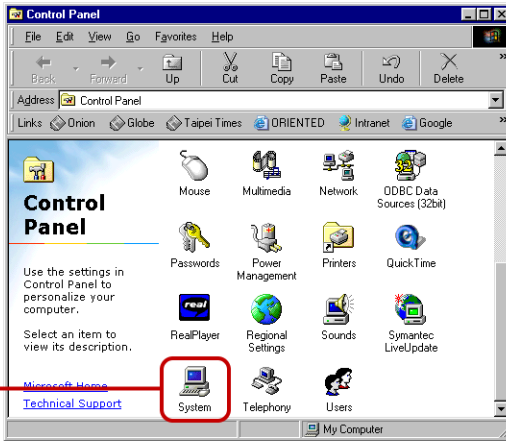 Control Panel
File Edit View Go Favorites Help
Back Forward Up Cut Copy Paste Undo Delete »
Address Control Panel
Links Onion Globe Taipei Times ORIENTED Intranet Google »
Control
Panel
Use the settings in
Control Panel to
personalize your
computer.
Select an item to
view its description.
Microsoft Home
Technical Support
Mouse Multimedia Network ODBC Data
Sources (32bit)
Passwords Power
Management Printers QuickTime
real
RealPlayer Regional
Settings Sounds Symantec
LiveUpdate
System Telephony Users
My Computer